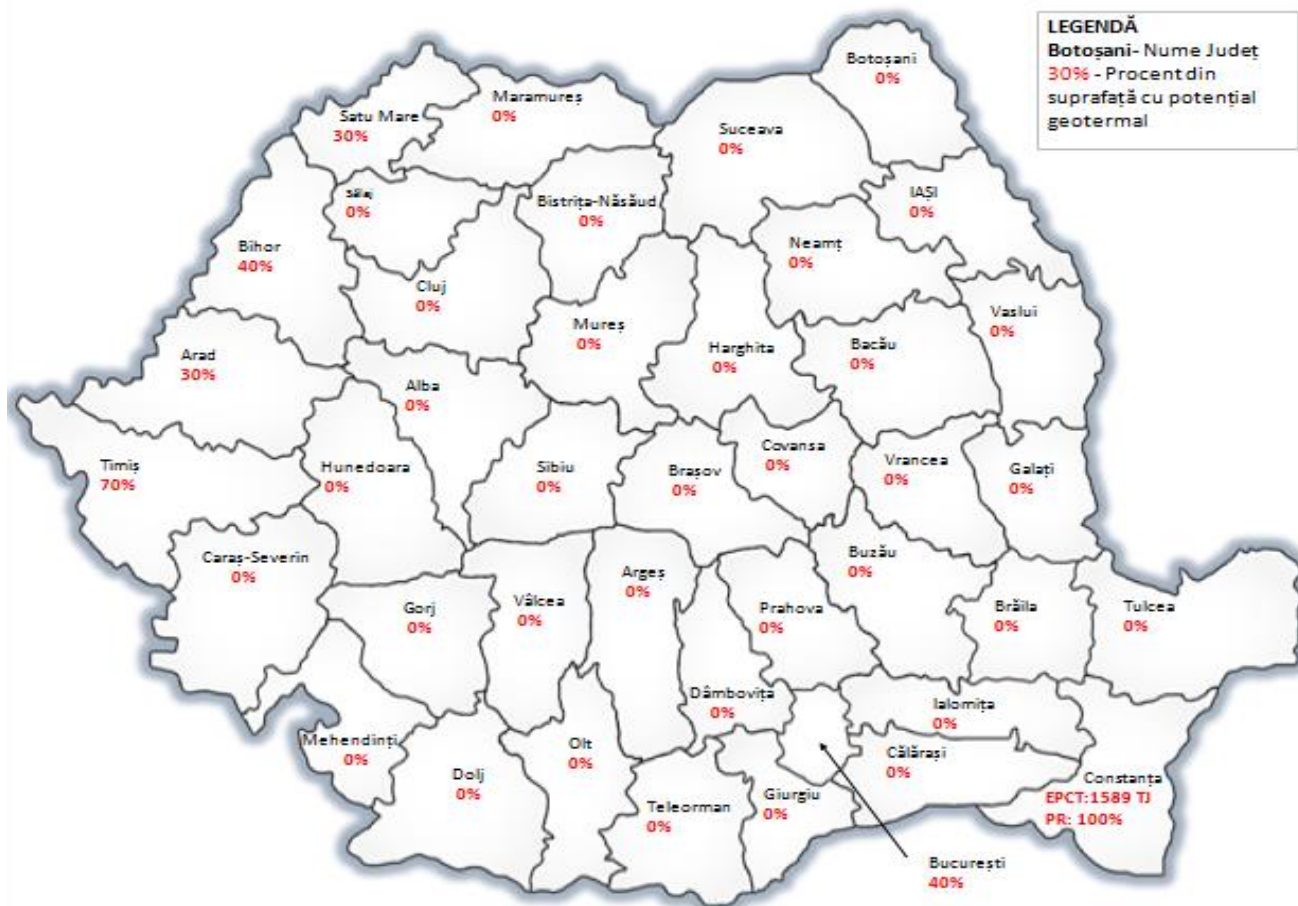 LEGENDĂ
Botoșani- Nume Județ
30% - Procent din
suprafață cu potențial
geotermal
Botoșani
0%
Maramureș
0%
Satu Mare
30%
Suceava
0%
IAȘI
0%
Sălaj
0%
Bistrița-Năsăud
0%
Bihor
40%
Neamț
0%
Cluj
0%
Vaslui
0%
Mureș
0%
Harghita
0%
Bacău
0%
Arad
30%
Alba
0%
Timiș
70%
Hunedoara
0%
Sibiu
0%
Brașov
0%
Covansa
0%
Vrancea
0%
Galați
0%
Caraș-Severin
0%
Gorj
0%
Vâlcea
0%
Argeș
0%
Prahova
0%
Buzău
0%
Brăila
0%
Tulcea
0%
Dâmbovița
0%
Ialomița
0%
Mehendinți
0%
Olt
0%
Călărași
0%
Dolj
0%
Teleorman
0%
Giurgiu
0%
Constanța
EPCT:1589 TJ
PR: 100%
București
40%